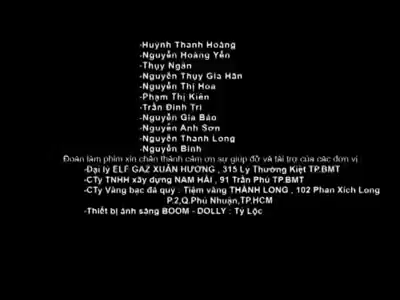 -Huỳnh Thanh Hoàng
-Nguyễn Hoàng Yến
-Thụy Ngân
-Nguyễn Thụy Gia Hân
-Nguyễn Thị Hoa
-Phạm Thị Kiên
-Trần Đình Trí
-Nguyễn Gia Bảo
-Nguyễn Anh Sơn
-Nguyễn Thanh Long
-Nguyễn Bình
Đoàn làm phim xin chân thành cảm ơn sự giúp đỡ và tài trợ của các đơn vị
-Đại lý ELF GAZ XUÂN HƯƠNG , 315 Lý Thường Kiệt TP.BMT
-CTy TNHH xây dựng NAM HẢI , 91 Trần Phú TP.BMT
-CTy Vàng bạc đá quý : Tiệm vàng THÀNH LONG , 102 Phan Xích Long
P.2,Q.Phú Nhuận,TP.HCM
-Thiết bị ánh sáng BOOM - DOLLY : Tỷ Lộc